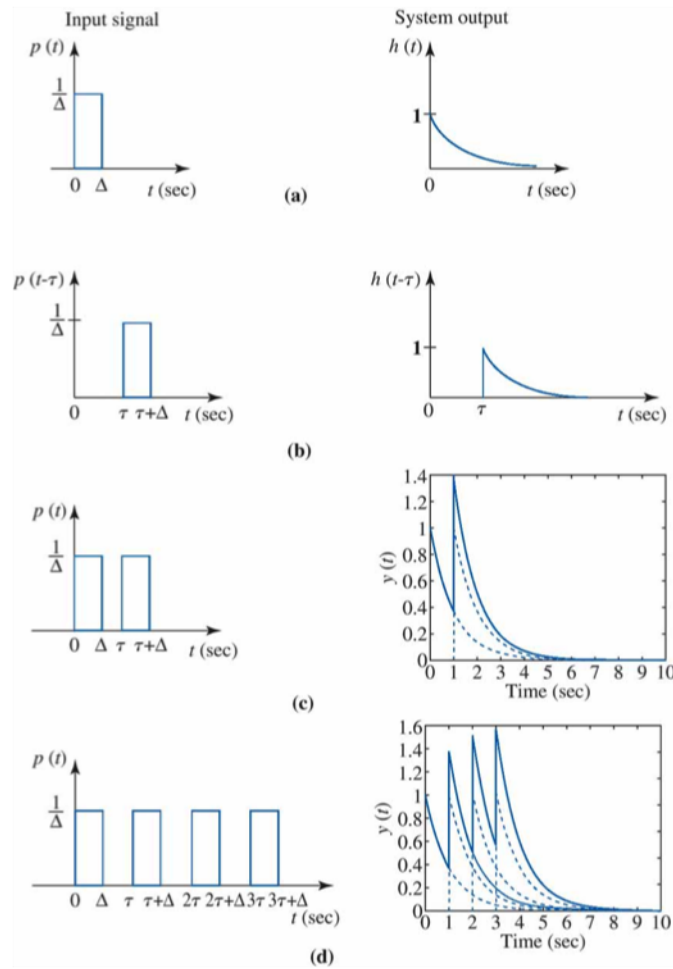 Input signal
System output
p (t)
1
Δ
0 Δ t (sec)
h (t)
1
0 t (sec)
(a)
p (t-τ)
1
Δ
0 τ τ+Δ t (sec)
h (t-τ)
1
0 τ t (sec)
(b)
p (t)
1
Δ
0 Δ τ τ+Δ t (sec)
y (t)
1.4
1.2
1
0.8
0.6
0.4
0.2
0
0 1 2 3 4 5 6 7 8 9 10
Time (sec)
(c)
p (t)
1
Δ
0 Δ τ τ+Δ 2τ 2τ+Δ 3τ 3τ+Δ
t (sec)
y (t)
1.6
1.4
1.2
1
0.8
0.6
0.4
0.2
0
0 1 2 3 4 5 6 7 8 9 10
Time (sec)
(d)